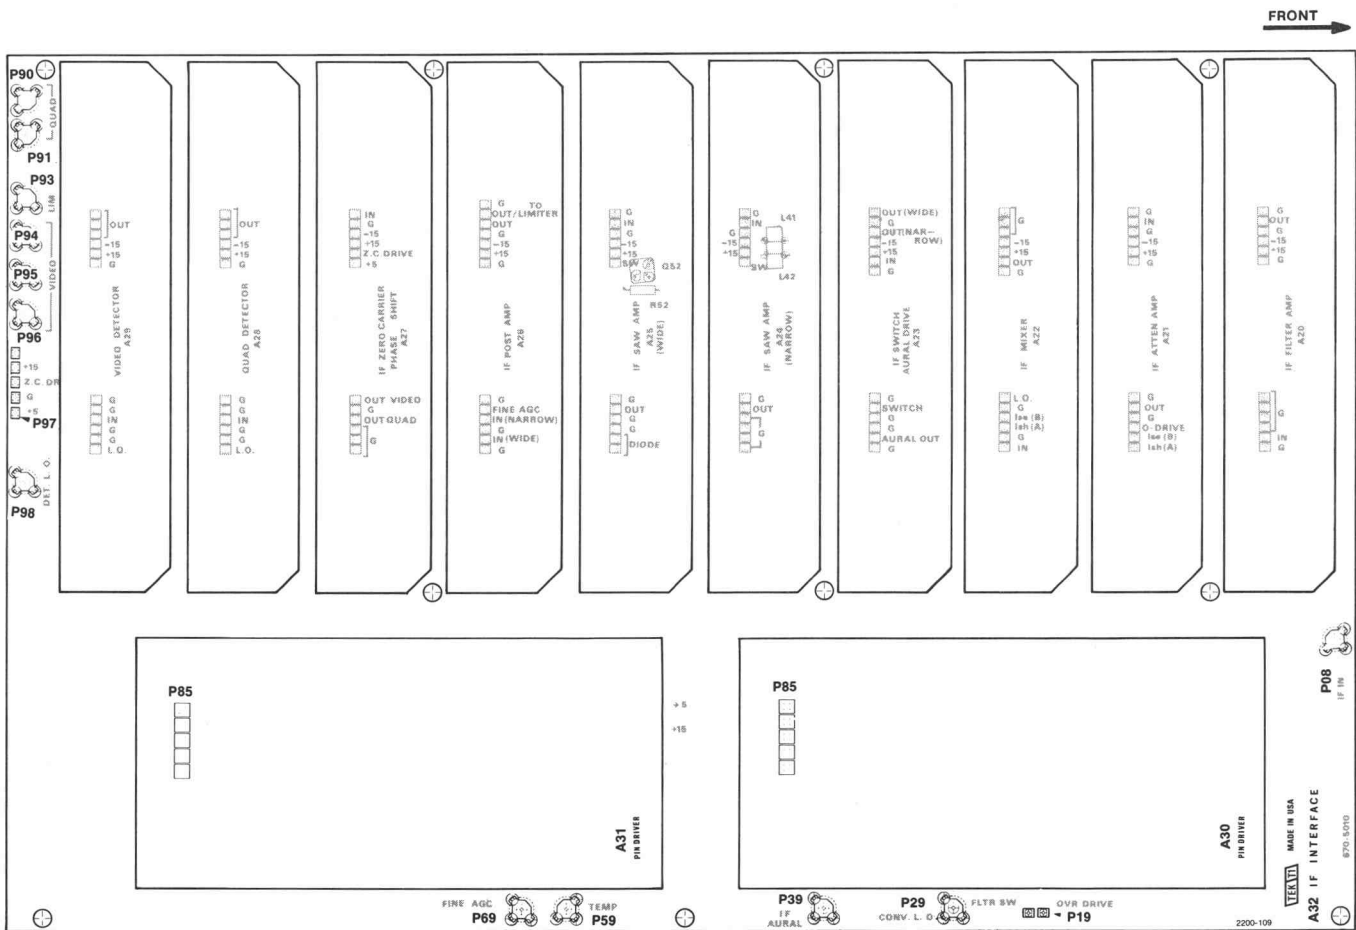 FRONT
P90
QUAD
P91
P93
LIM
P94
P95
VIDEO
P96
+15
Z.C. DR
G
+5
P97
DET. L. O.
P98
OUT
-15
+15
G
VIDEO DETECTOR
A29
G
G
IN
G
G
L.O.
OUT
-15
+15
G
QUAD DETECTOR
A28
G
G
IN
G
G
L.O.
IN
G
-15
+15
Z.C. DRIVE
+5
IF ZERO CARRIER
PHASE SHIFT
A27
OUT VIDEO
G
OUT QUAD
G
G TO
OUT/LIMITER
OUT
G
-15
+15
G
IF POST AMP
A26
G
FINE AGC
IN (NARROW)
G
IN (WIDE)
G
G
IN
G
-15
+15
SW
Q52
R52
IF SAW AMP
A25
(WIDE)
G
OUT
G
G
DIODE
G
IN
G
-15
+15
SW
L41
L42
IF SAW AMP
A24
(NARROW)
G
OUT
G
OUT (WIDE)
G
OUT(NAR-
ROW)
-15
+15
IN
G
IF SWITCH
AURAL DRIVE
A23
G
SWITCH
G
G
AURAL OUT
G
G
-15
+15
OUT
G
IF MIXER
A22
L.O.
G
Ise (B)
Ish (A)
G
IN
G
IN
G
-15
+15
G
IF ATTEN AMP
A21
G
OUT
G
O-DRIVE
Ise (B)
Ish (A)
G
OUT
G
-15
+15
G
IF FILTER AMP
A20
G
IN
G
P85
A31
PIN DRIVER
+5
+15
P85
A30
PIN DRIVER
P08
IF IN
FINE AGC
P69
TEMP
P59
P39
IF
AURAL
P29
CONV. L. O.
FLTR SW
OVR DRIVE
P19
2200-109
TEK
MADE IN USA
A32 IF INTERFACE
670-5010